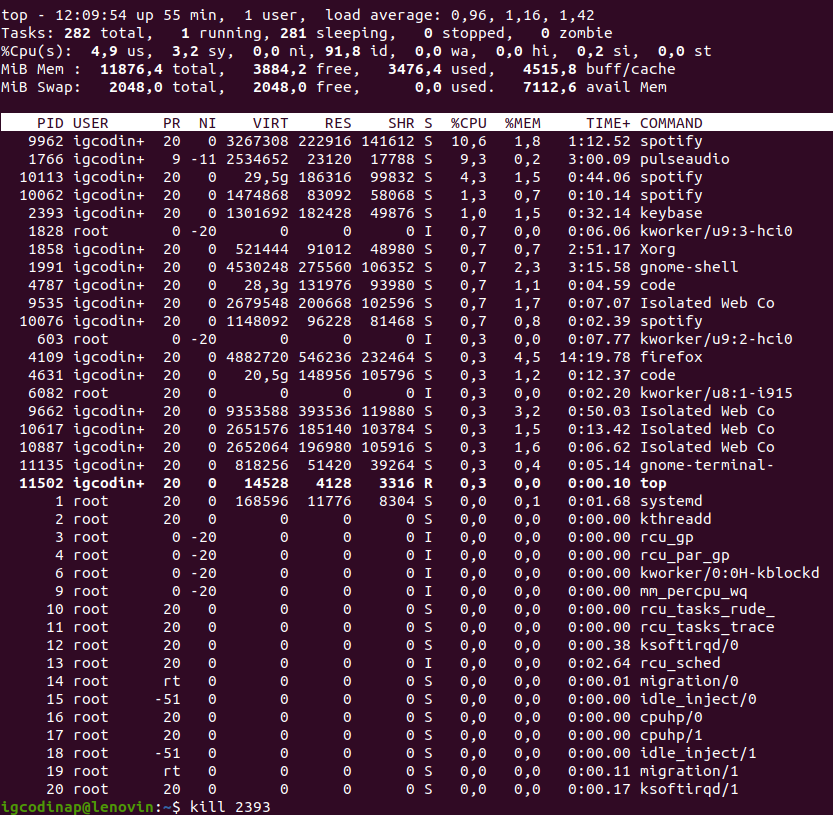 top - 12:09:54 up 55 min,  1 user,  load average: 0,96, 1,16, 1,42
Tasks: 282 total,   1 running, 281 sleeping,   0 stopped,   0 zombie
%Cpu(s):  4,9 us,  3,2 sy,  0,0 ni, 91,8 id,  0,0 wa,  0,0 hi,  0,2 si,  0,0 st
MiB Mem :  11876,4 total,   3884,2 free,   3476,4 used,   4515,8 buff/cache
MiB Swap:   2048,0 total,   2048,0 free,      0,0 used.   7112,6 avail Mem
PID USER      PR  NI    VIRT    RES    SHR S  %CPU  %MEM     TIME+ COMMAND
9962 igcodin+  20   0 3267308 222916 141612 S  10,6   1,8   1:12.52 spotify
1766 igcodin+   9 -11 2534652  23120  17788 S   9,3   0,2   3:00.09 pulseaudio
10113 igcodin+  20   0   29,5g 186316  99832 S   4,3   1,5   0:44.06 spotify
10062 igcodin+  20   0 1474868  83092  58068 S   1,3   0,7   0:10.14 spotify
2393 igcodin+  20   0 1301692 182428  49876 S   1,0   1,5   0:32.14 keybase
1828 root       0 -20       0      0      0 I   0,7   0,0   0:06.06 kworker/u9:3-hci0
1858 igcodin+  20   0  521444  91012  48980 S   0,7   0,7   2:51.17 Xorg
1991 igcodin+  20   0 4530248 275560 106352 S   0,7   2,3   3:15.58 gnome-shell
4787 igcodin+  20   0   28,3g 131976  93980 S   0,7   1,1   0:04.59 code
9535 igcodin+  20   0 2679548 200668 102596 S   0,7   1,7   0:07.07 Isolated Web Co
10076 igcodin+  20   0 1148092  96228  81468 S   0,7   0,8   0:02.39 spotify
603 root       0 -20       0      0      0 I   0,3   0,0   0:07.77 kworker/u9:2-hci0
4109 igcodin+  20   0 4882720 546236 232464 S   0,3   4,5  14:19.78 firefox
4631 igcodin+  20   0   20,5g 148956 105796 S   0,3   1,2   0:12.37 code
6082 root      20   0       0      0      0 I   0,3   0,0   0:02.20 kworker/u8:1-i915
9662 igcodin+  20   0 9353588 393536 119880 S   0,3   3,2   0:50.03 Isolated Web Co
10617 igcodin+  20   0 2651576 185140 103784 S   0,3   1,5   0:13.42 Isolated Web Co
10887 igcodin+  20   0 2652064 196980 105916 S   0,3   1,6   0:06.62 Isolated Web Co
11135 igcodin+  20   0  818256  51420  39264 S   0,3   0,4   0:05.14 gnome-terminal-
11502 igcodin+  20   0   14528   4128   3316 R   0,3   0,0   0:00.10 top
1 root      20   0  168596  11776   8304 S   0,0   0,1   0:01.68 systemd
2 root      20   0       0      0      0 S   0,0   0,0   0:00.00 kthreadd
3 root       0 -20       0      0      0 I   0,0   0,0   0:00.00 rcu_gp
4 root       0 -20       0      0      0 I   0,0   0,0   0:00.00 rcu_par_gp
6 root       0 -20       0      0      0 I   0,0   0,0   0:00.00 kworker/0:0H-kblockd
9 root       0 -20       0      0      0 I   0,0   0,0   0:00.00 mm_percpu_wq
10 root      20   0       0      0      0 S   0,0   0,0   0:00.00 rcu_tasks_rude_
11 root      20   0       0      0      0 S   0,0   0,0   0:00.00 rcu_tasks_trace
12 root      20   0       0      0      0 S   0,0   0,0   0:00.38 ksoftirqd/0
13 root      20   0       0      0      0 I   0,0   0,0   0:02.64 rcu_sched
14 root      rt   0       0      0      0 S   0,0   0,0   0:00.01 migration/0
15 root     -51   0       0      0      0 S   0,0   0,0   0:00.00 idle_inject/0
16 root      20   0       0      0      0 S   0,0   0,0   0:00.00 cpuhp/0
17 root      20   0       0      0      0 S   0,0   0,0   0:00.00 cpuhp/1
18 root     -51   0       0      0      0 S   0,0   0,0   0:00.00 idle_inject/1
19 root      rt   0       0      0      0 S   0,0   0,0   0:00.11 migration/1
20 root      20   0       0      0      0 S   0,0   0,0   0:00.17 ksoftirqd/1
igcodinap@lenovin:~$ kill 2393